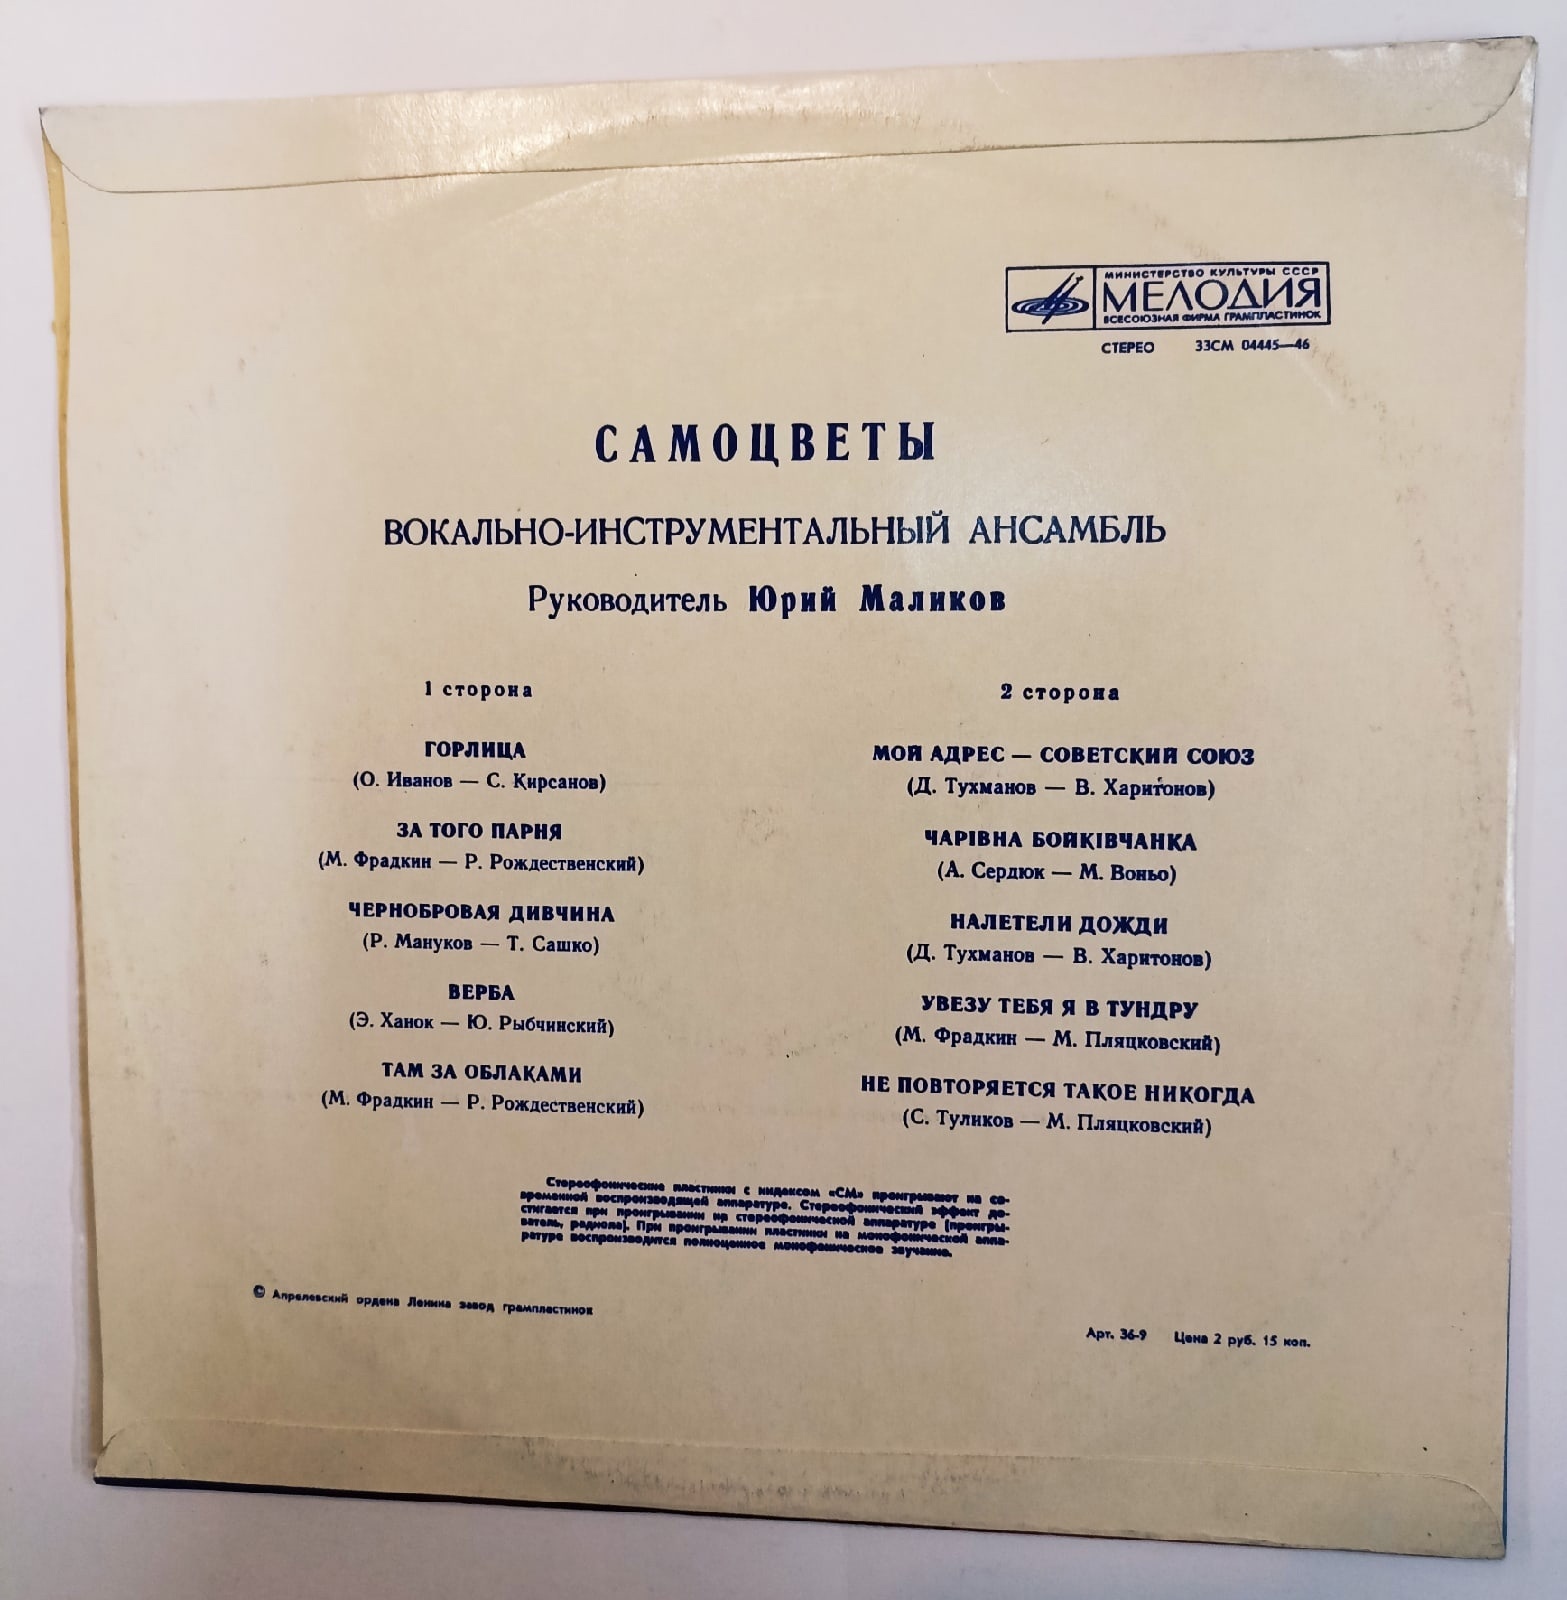 МИНИСТЕРСТВО КУЛЬТУРЫ СССР
МЕЛОДИЯ
ВСЕСОЮЗНАЯ ФИРМА ГРАМПЛАСТИНОК
СТЕРЕО 33СМ 04445—46
САМОЦВЕТЫ
ВОКАЛЬНО-ИНСТРУМЕНТАЛЬНЫЙ АНСАМБЛЬ
Руководитель Юрий Маликов
1 сторона
ГОРЛИЦА
(О. Иванов — С. Кирсанов)
ЗА ТОГО ПАРНЯ
(М. Фрадкин — Р. Рождественский)
ЧЕРНОБРОВАЯ ДИВЧИНА
(Р. Мануков — Т. Сашко)
ВЕРБА
(Э. Ханок — Ю. Рыбчинский)
ТАМ ЗА ОБЛАКАМИ
(М. Фрадкин — Р. Рождественский)
2 сторона
МОЙ АДРЕС — СОВЕТСКИЙ СОЮЗ
(Д. Тухманов — В. Харитонов)
ЧАРІВНА БОЙКІВЧАНКА
(А. Сердюк — М. Воньо)
НАЛЕТЕЛИ ДОЖДИ
(Д. Тухманов — В. Харитонов)
УВЕЗУ ТЕБЯ Я В ТУНДРУ
(М. Фрадкин — М. Пляцковский)
НЕ ПОВТОРЯЕТСЯ ТАКОЕ НИКОГДА
(С. Туликов — М. Пляцковский)
Стереофонические пластинки с индексом «СМ» проигрывают на со-
временной воспроизводящей аппаратуре. Стереофонический эффект до-
стигается при проигрывании на стереофонической аппаратуре (проигры-
ватель, радиола). При проигрывании пластинки на монофонической аппа-
ратуре воспроизводится полноценное монофоническое звучание.
© Апрелевский ордена Ленина завод грампластинок
Арт. 36-9 Цена 2 руб. 15 коп.